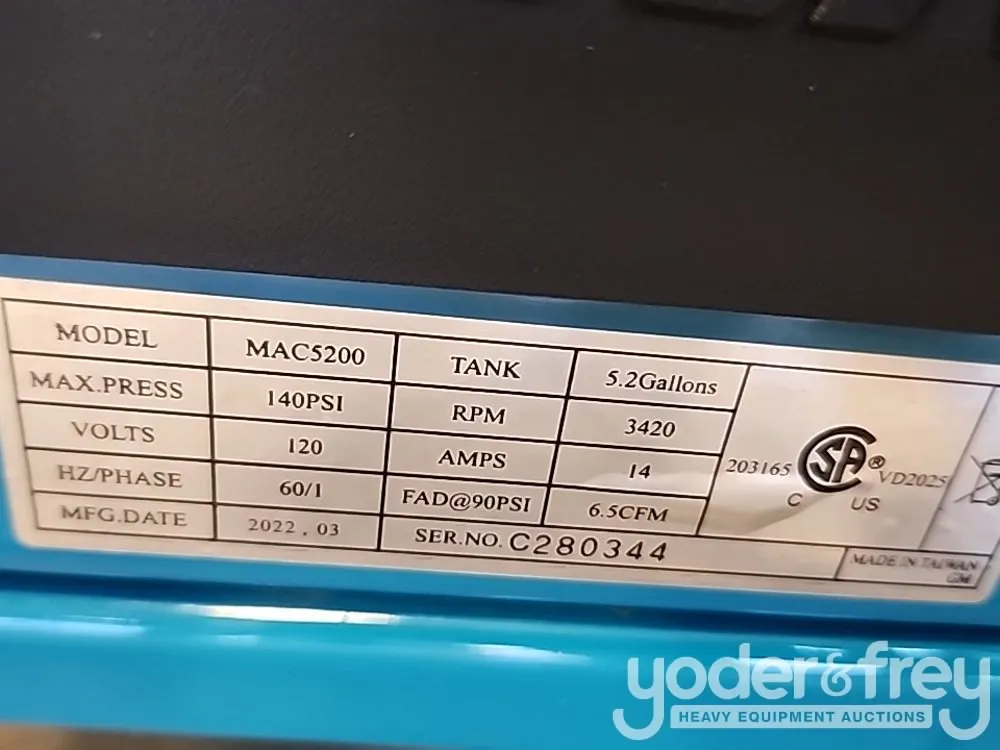 MODEL MAC5200 TANK 5.2Gallons
MAX.PRESS 140PSI RPM 3420
VOLTS 120 AMPS 14
HZ/PHASE 60/1 FAD@90PSI 6.5CFM
MFG.DATE 2022 . 03 SER.NO. C280344
203165 SA ® VD2025
C US
MADE IN TAIWAN
GM
yoder&frey
HEAVY EQUIPMENT AUCTIONS